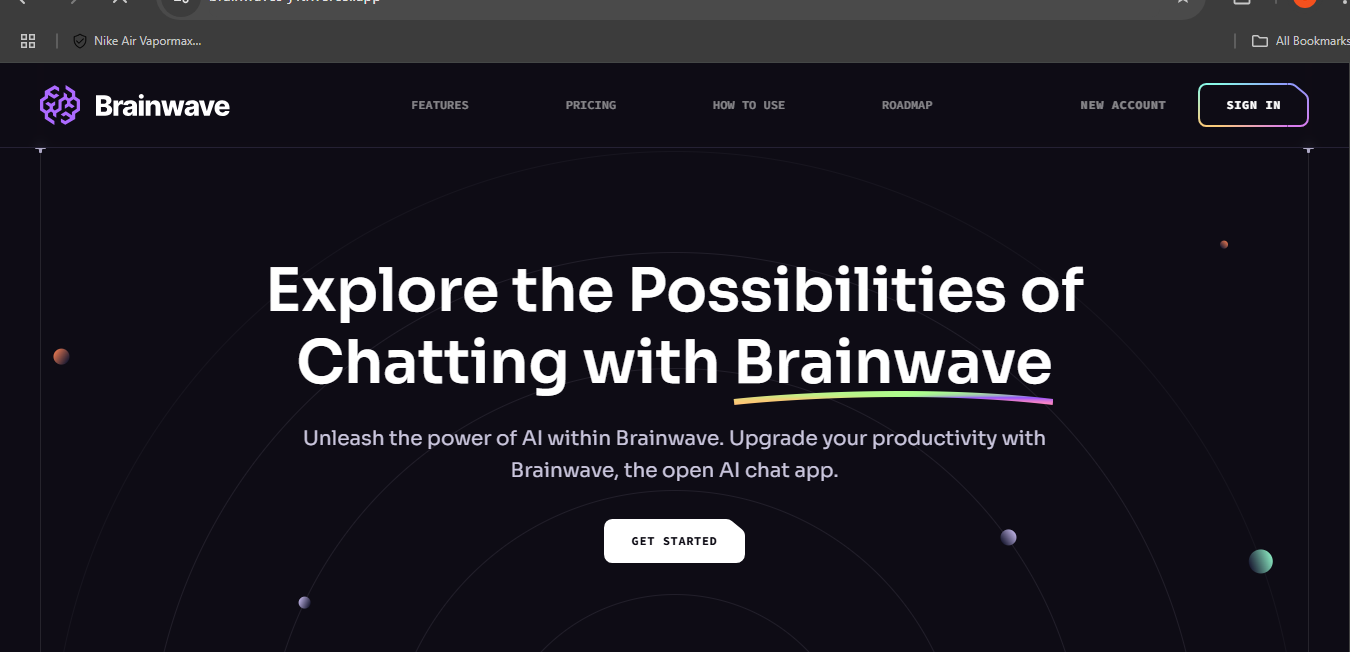 Nike Air Vapormax...
All Bookmarks
Brainwave
FEATURES
PRICING
HOW TO USE
ROADMAP
NEW ACCOUNT
SIGN IN
Explore the Possibilities of
Chatting with Brainwave
Unleash the power of AI within Brainwave. Upgrade your productivity with
Brainwave, the open AI chat app.
GET STARTED